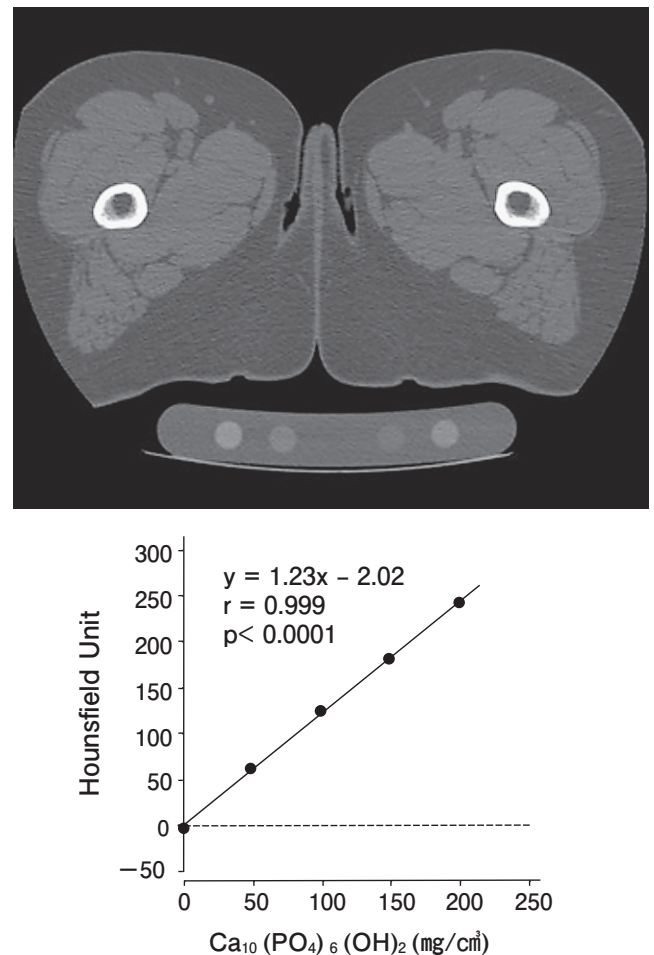 300
y = 1.23x − 2.02
250
r = 0.999
p< 0.0001
200
150
100
50
0
−50
Hounsfield Unit
0 50 100 150 200 250
Ca₁₀ (PO₄) ₆ (OH)₂ (mg/cm³)